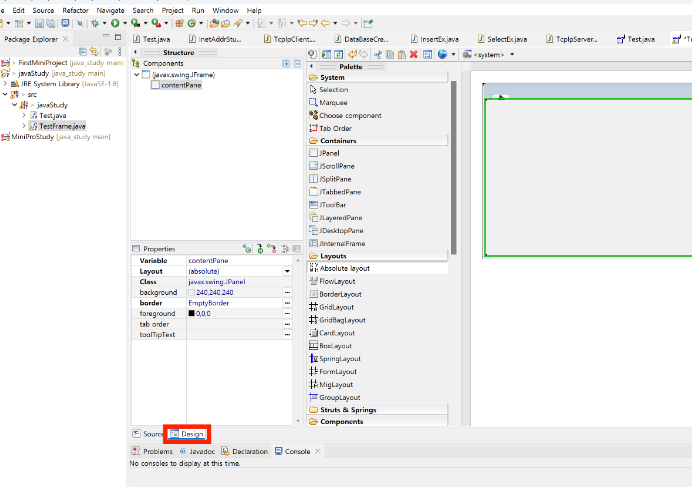 se Edit Source Refactor Navigate Search Project Run Window Help
Package Explorer
FirstMiniProject [java_study main]
javaStudy [java_study main]
JRE System Library [JavaSE-1.8]
src
javaStudy
Test.java
TestFrame.java
MiniProStudy [java_study main]
Test.java
InetAddrStu...
TcpIpClient...
DataBaseCre...
InsertEx.java
SelectEx.java
TcpIpServer...
Test.java
Structure
Components
(javax.swing.JFrame)
contentPane
Properties
Variable contentPane
Layout (absolute)
Class javax.swing.JPanel
background 240,240,240
border EmptyBorder
foreground 0,0,0
tab order
toolTipText
<system>
Palette
System
Selection
Marquee
Choose component
Tab Order
Containers
JPanel
JScrollPane
JSplitPane
JTabbedPane
JToolBar
JLayeredPane
JDesktopPane
JInternalFrame
Layouts
Absolute layout
FlowLayout
BorderLayout
GridLayout
GridBagLayout
CardLayout
BoxLayout
SpringLayout
FormLayout
MigLayout
GroupLayout
Struts & Springs
Components
Source Design
Problems Javadoc Declaration Console
No consoles to display at this time.